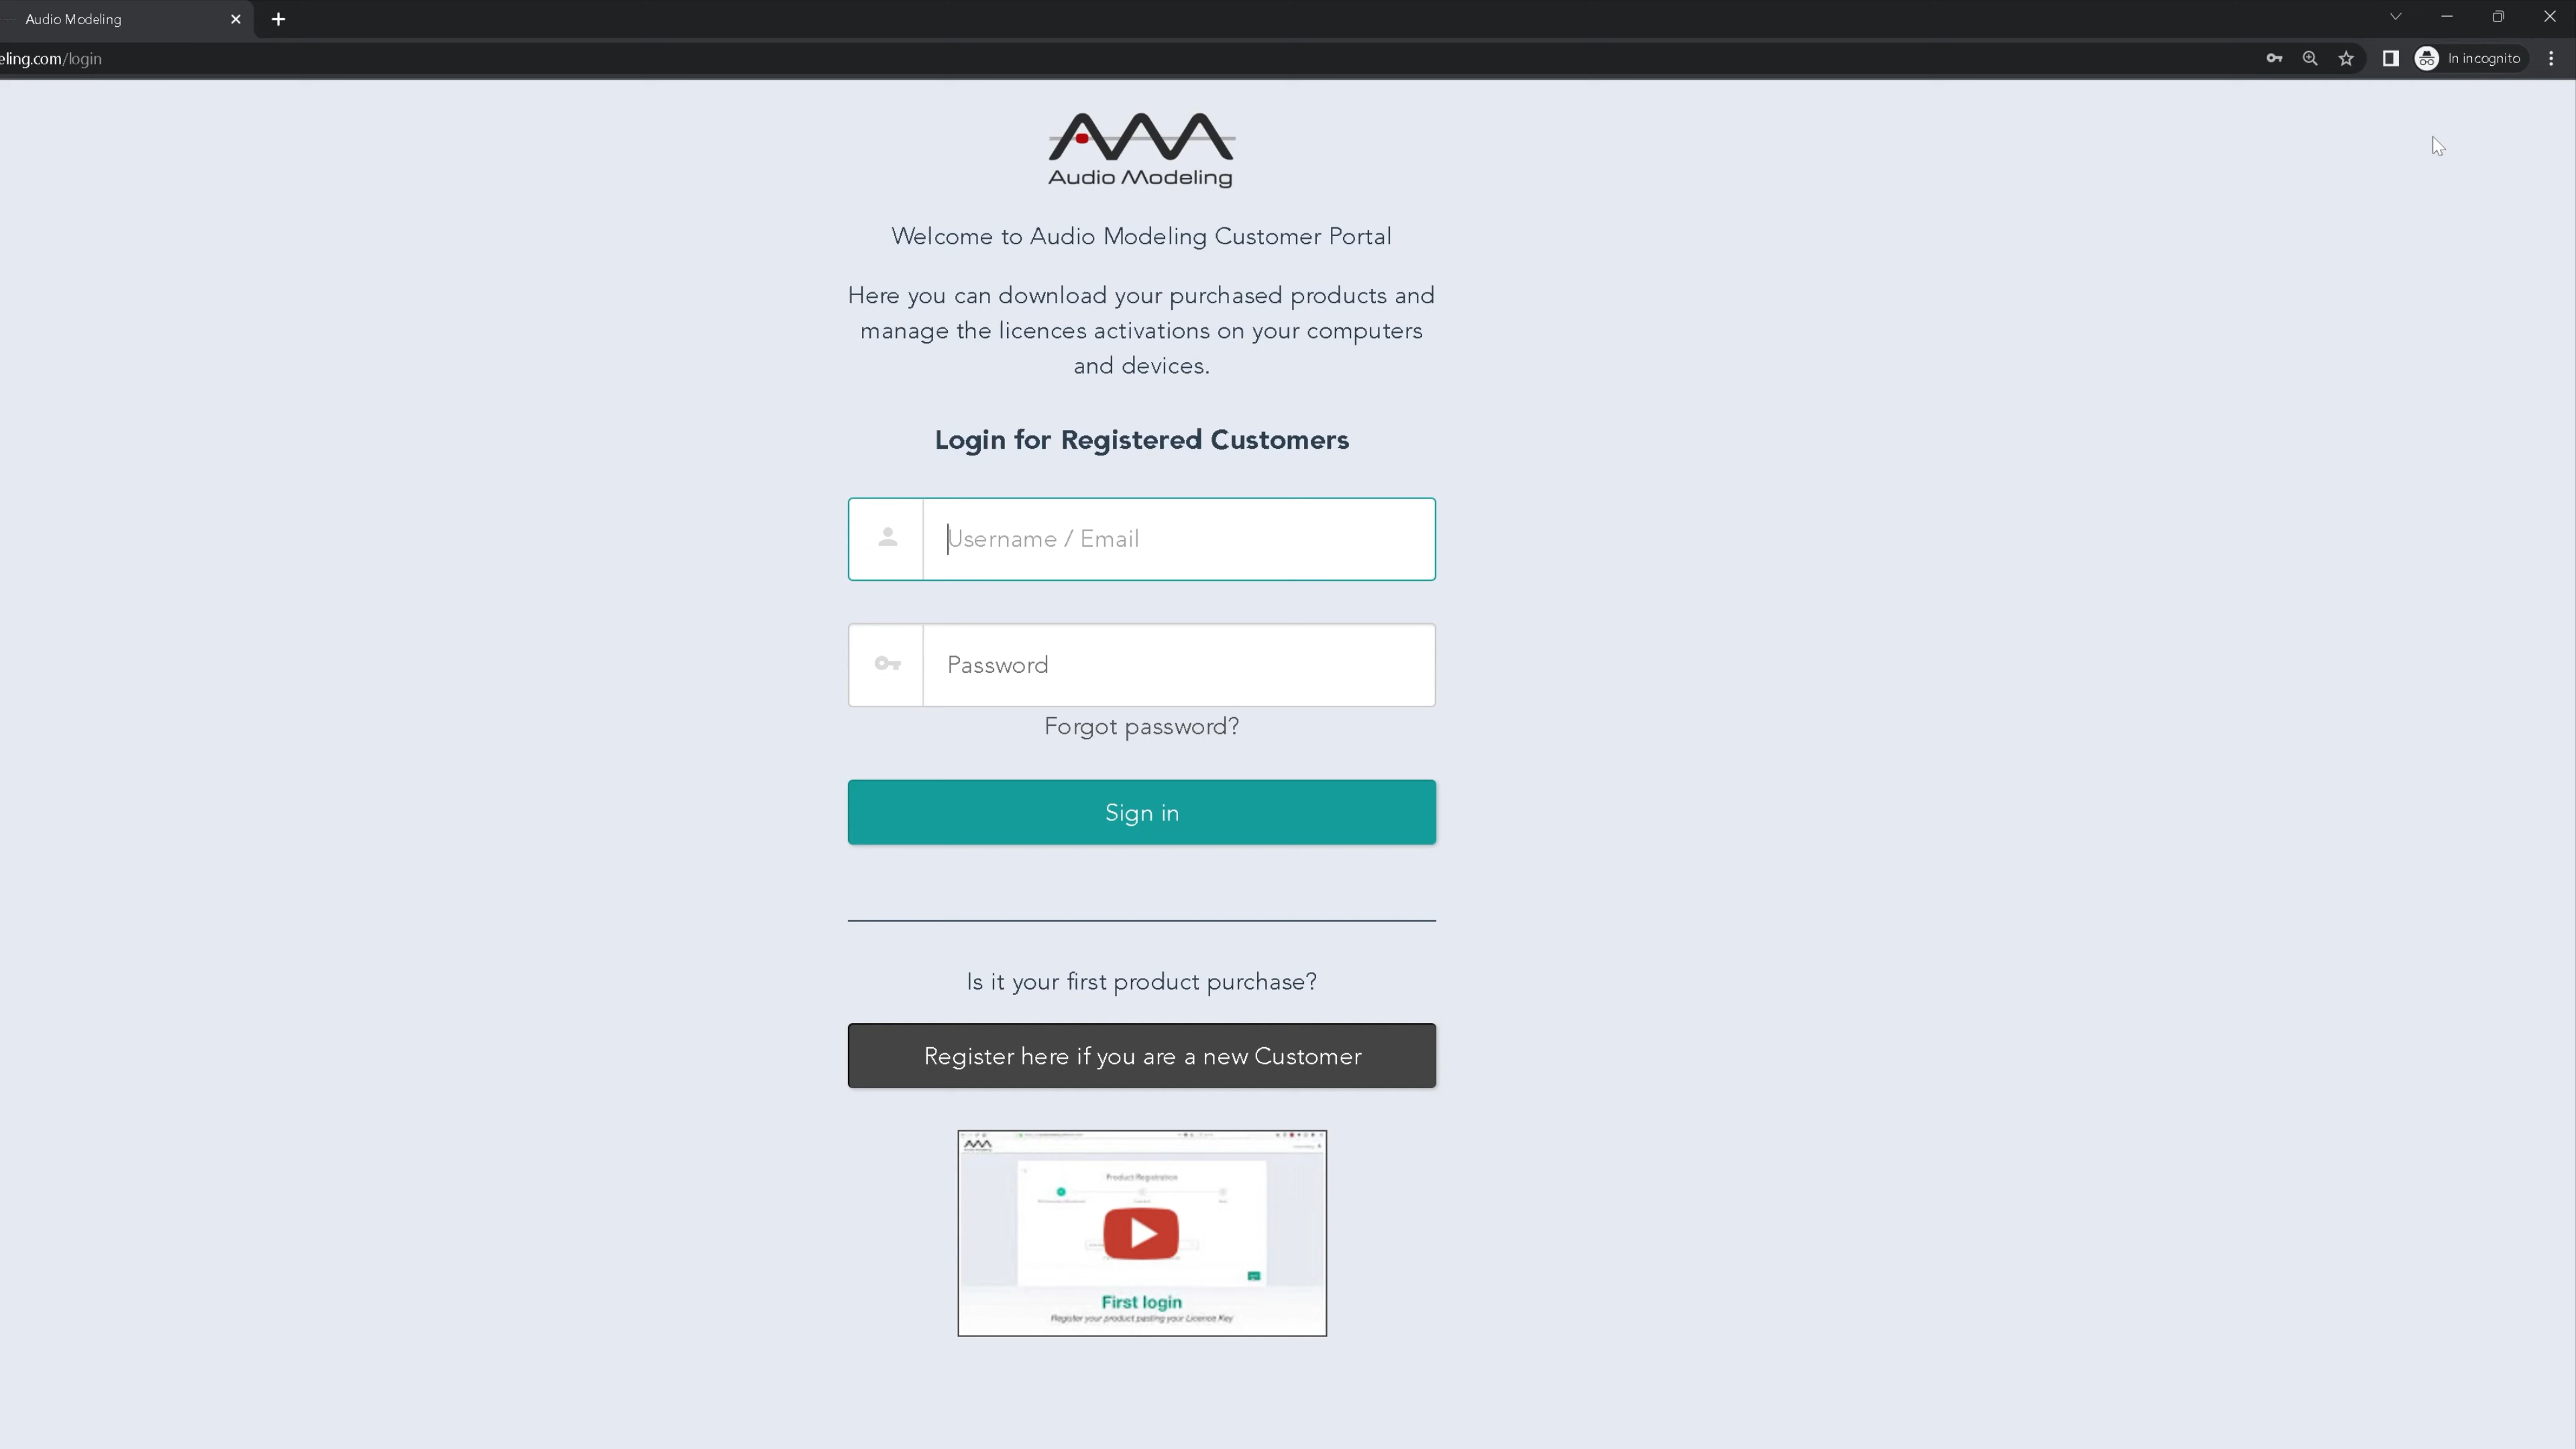 Audio Modeling
eling.com/login
In incognito
Audio Modeling
Welcome to Audio Modeling Customer Portal
Here you can download your purchased products and
manage the licences activations on your computers
and devices.
Login for Registered Customers
Username / Email
Password
Forgot password?
Sign in
Is it your first product purchase?
Register here if you are a new Customer
Product Registration
First login
Register your product pasting your Licence Key